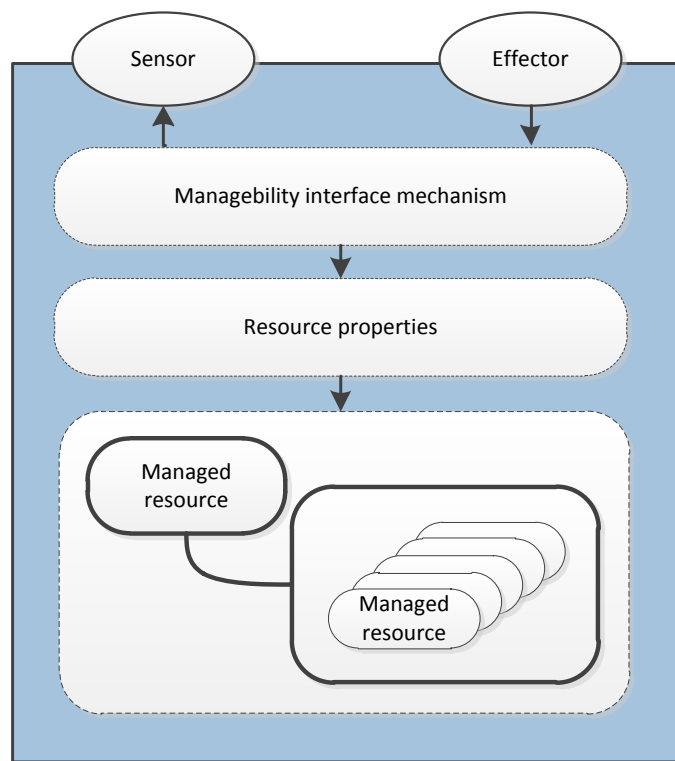 Sensor
Effector
Managebility interface mechanism
Resource properties
Managed
resource
Managed
resource